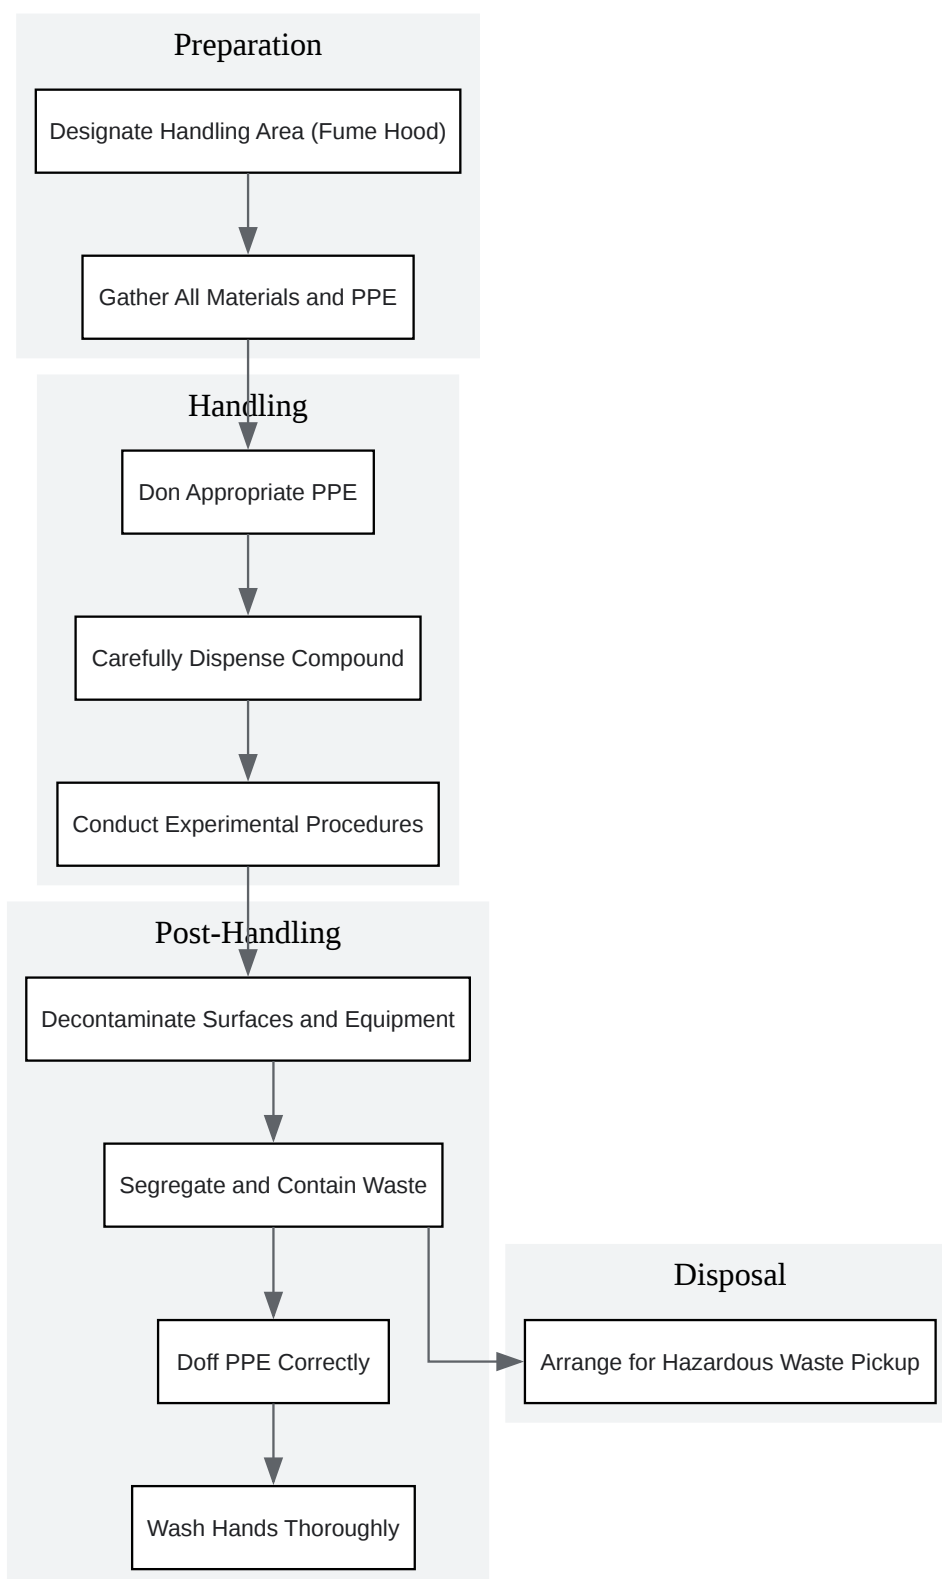 Preparation
Designate Handling Area (Fume Hood)
Gather All Materials and PPE
Handling
Don Appropriate PPE
Carefully Dispense Compound
Conduct Experimental Procedures
Post-Handling
Decontaminate Surfaces and Equipment
Segregate and Contain Waste
Disposal
Doff PPE Correctly
Arrange for Hazardous Waste Pickup
Wash Hands Thoroughly